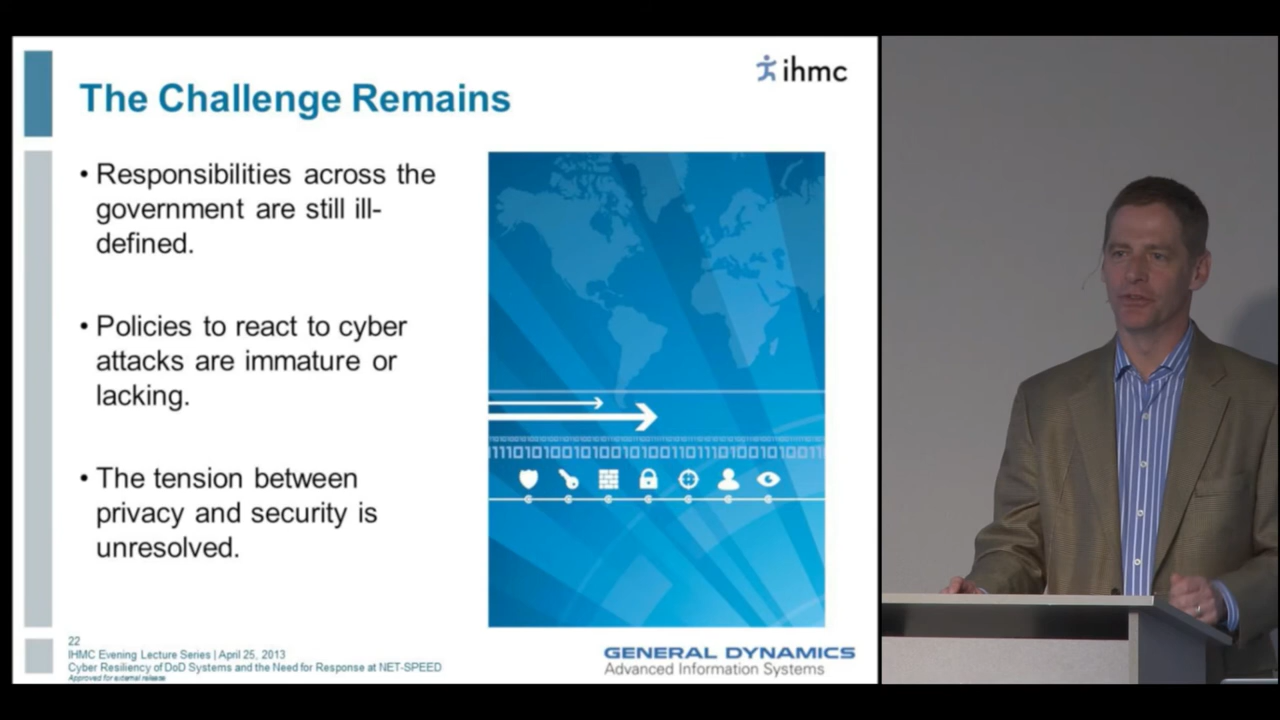 ihmc
The Challenge Remains
• Responsibilities across the
government are still ill-
defined.
• Policies to react to cyber
attacks are immature or
lacking.
• The tension between
privacy and security is
unresolved.
22
IHMC Evening Lecture Series | April 25, 2013
Cyber Resiliency of DoD Systems and the Need for Response at NET-SPEED
Approved for external release
GENERAL DYNAMICS
Advanced Information Systems